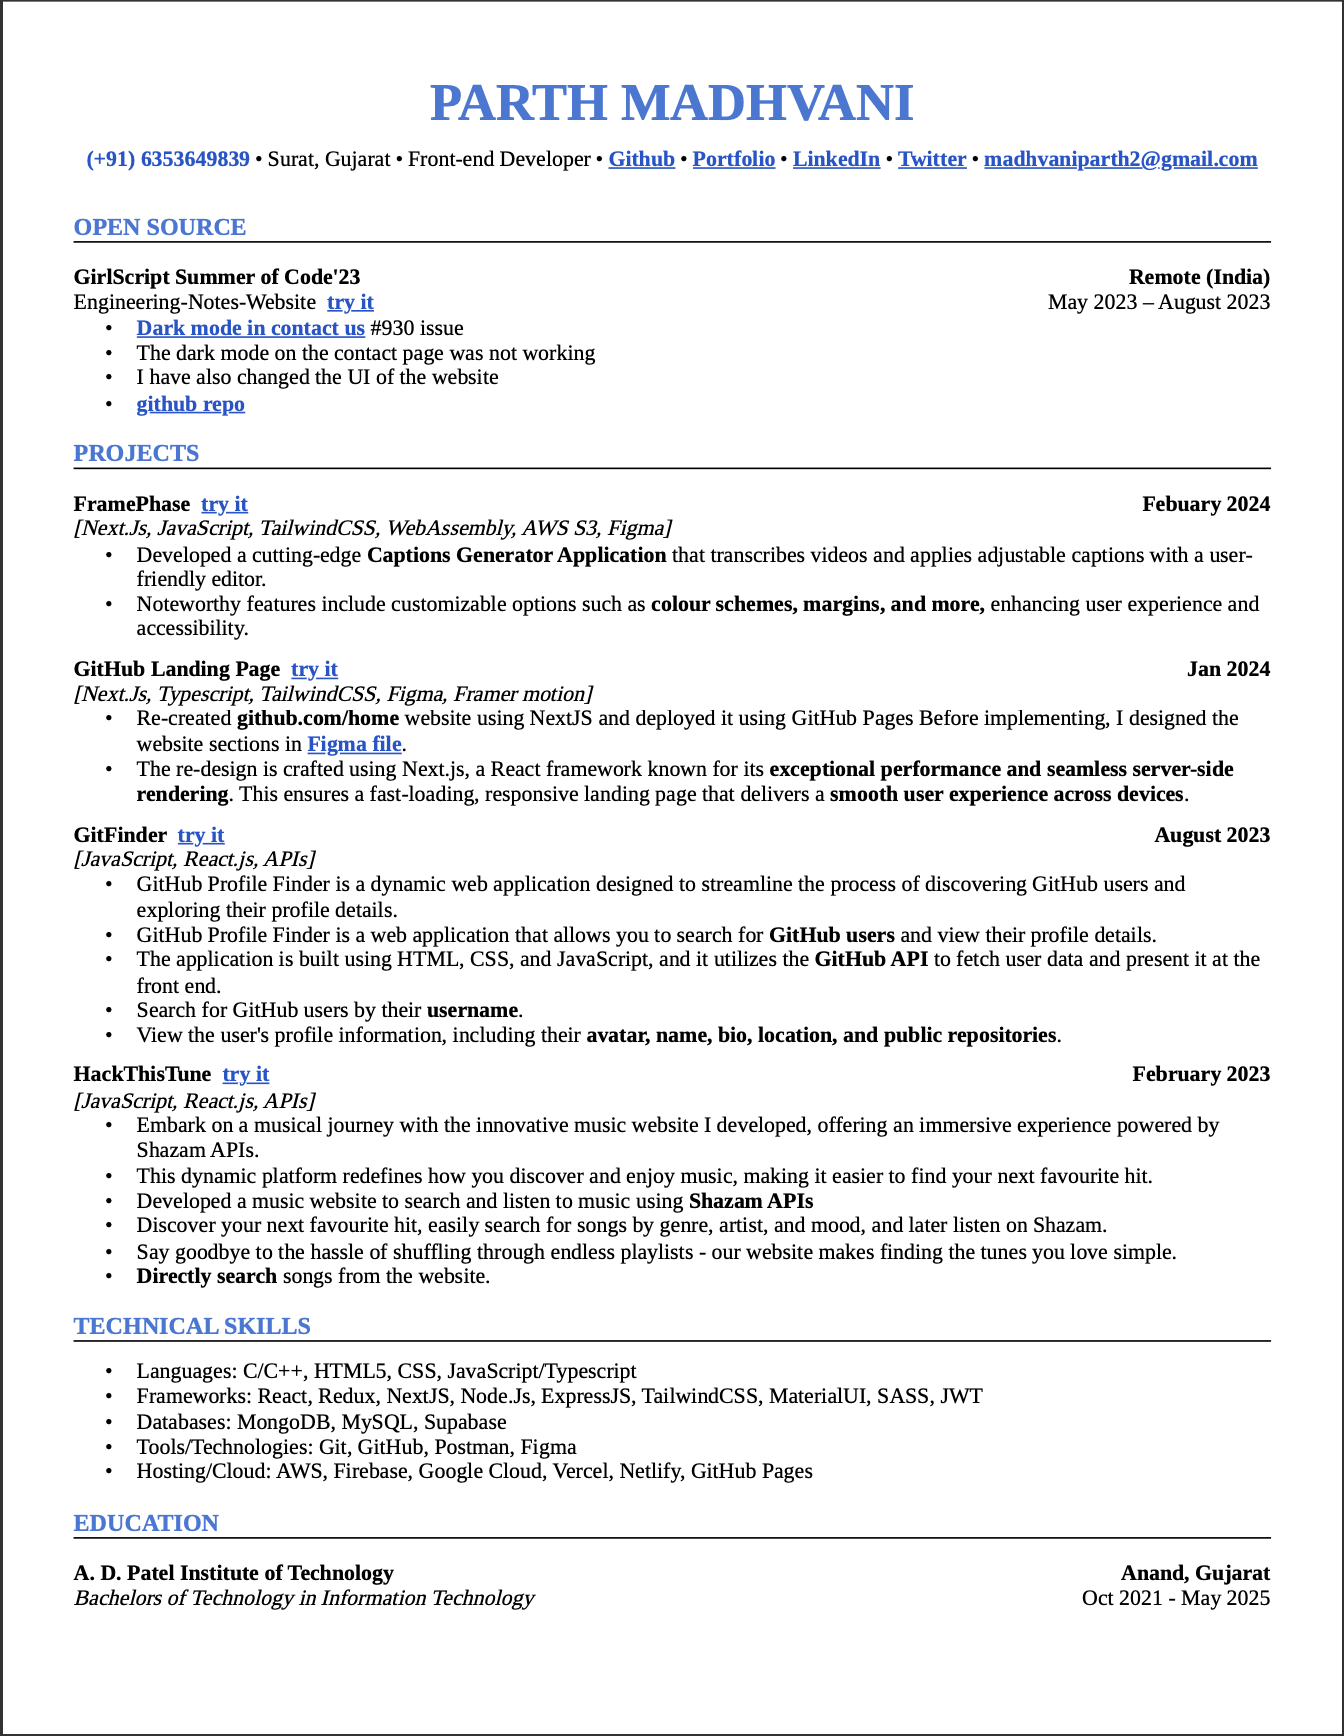 PARTH MADHVANI
(+91) 6353649839 • Surat, Gujarat • Front-end Developer • Github • Portfolio • LinkedIn • Twitter • madhvaniparth2@gmail.com
OPEN SOURCE
GirlScript Summer of Code'23 Remote (India)
Engineering-Notes-Website try it May 2023 – August 2023
• Dark mode in contact us #930 issue
• The dark mode on the contact page was not working
• I have also changed the UI of the website
• github repo
PROJECTS
FramePhase try it Febuary 2024
[Next.Js, JavaScript, TailwindCSS, WebAssembly, AWS S3, Figma]
• Developed a cutting-edge Captions Generator Application that transcribes videos and applies adjustable captions with a user-
friendly editor.
• Noteworthy features include customizable options such as colour schemes, margins, and more, enhancing user experience and
accessibility.
GitHub Landing Page try it Jan 2024
[Next.Js, Typescript, TailwindCSS, Figma, Framer motion]
• Re-created github.com/home website using NextJS and deployed it using GitHub Pages Before implementing, I designed the
website sections in Figma file.
• The re-design is crafted using Next.js, a React framework known for its exceptional performance and seamless server-side
rendering. This ensures a fast-loading, responsive landing page that delivers a smooth user experience across devices.
GitFinder try it August 2023
[JavaScript, React.js, APIs]
• GitHub Profile Finder is a dynamic web application designed to streamline the process of discovering GitHub users and
exploring their profile details.
• GitHub Profile Finder is a web application that allows you to search for GitHub users and view their profile details.
• The application is built using HTML, CSS, and JavaScript, and it utilizes the GitHub API to fetch user data and present it at the
front end.
• Search for GitHub users by their username.
• View the user's profile information, including their avatar, name, bio, location, and public repositories.
HackThisTune try it February 2023
[JavaScript, React.js, APIs]
• Embark on a musical journey with the innovative music website I developed, offering an immersive experience powered by
Shazam APIs.
• This dynamic platform redefines how you discover and enjoy music, making it easier to find your next favourite hit.
• Developed a music website to search and listen to music using Shazam APIs
• Discover your next favourite hit, easily search for songs by genre, artist, and mood, and later listen on Shazam.
• Say goodbye to the hassle of shuffling through endless playlists - our website makes finding the tunes you love simple.
• Directly search songs from the website.
TECHNICAL SKILLS
• Languages: C/C++, HTML5, CSS, JavaScript/Typescript
• Frameworks: React, Redux, NextJS, Node.Js, ExpressJS, TailwindCSS, MaterialUI, SASS, JWT
• Databases: MongoDB, MySQL, Supabase
• Tools/Technologies: Git, GitHub, Postman, Figma
• Hosting/Cloud: AWS, Firebase, Google Cloud, Vercel, Netlify, GitHub Pages
EDUCATION
A. D. Patel Institute of Technology Anand, Gujarat
Bachelors of Technology in Information Technology Oct 2021 - May 2025